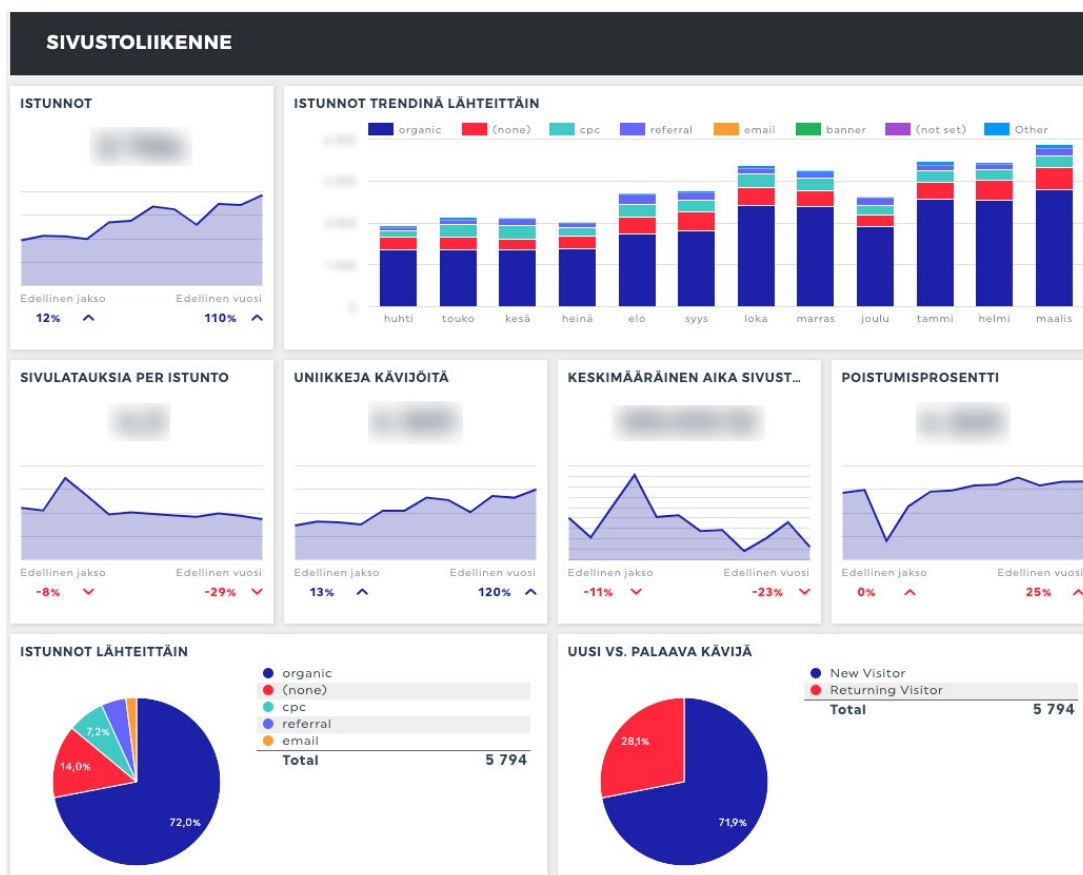 SIVUSTOLIIKENNE
ISTUNNOT
Edellinen jakso Edellinen vuosi
12% 110%
ISTUNNOT TRENDINÄ LÄHTEITTÄIN
organic (none) cpc referral email banner (not set) Other
huhti touko kesä heinä elo syys loka marras joulu tammi helmi maalis
SIVULATAUKSIA PER ISTUNTO
Edellinen jakso Edellinen vuosi
-8% -29%
UNIIKKEJA KÄVIJÖITÄ
Edellinen jakso Edellinen vuosi
13% 120%
KESKIMÄÄRÄINEN AIKA SIVUST...
Edellinen jakso Edellinen vuosi
-11% -23%
POISTUMISPROSENTTI
Edellinen jakso Edellinen vuosi
0% 25%
ISTUNNOT LÄHTEITTÄIN
7,2%
14,0%
72,0%
organic
(none)
cpc
referral
email
Total 5 794
UUSI VS. PALAAVA KÄVIJÄ
28,1%
71,9%
New Visitor
Returning Visitor
Total 5 794